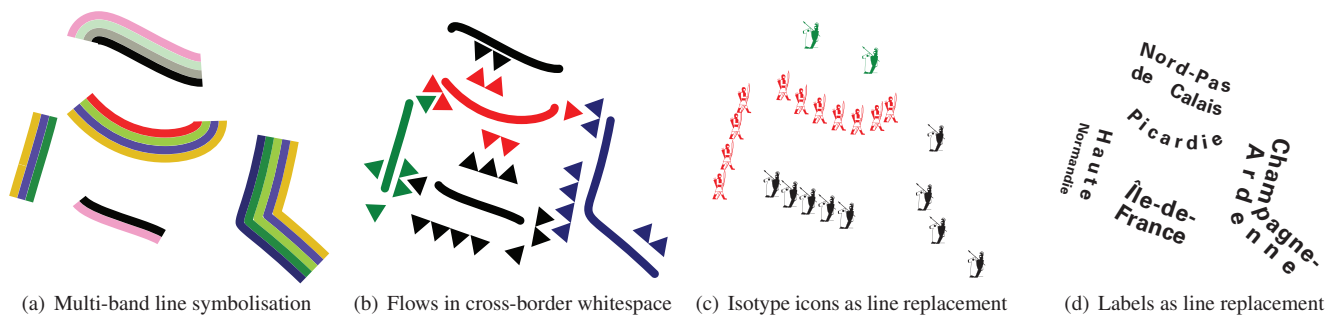 Nord-Pas
de Calais
Picardie
Haute
Normandie
Île-de-
France
Champagne-
Ardenne
(a) Multi-band line symbolisation
(b) Flows in cross-border whitespace
(c) Isotype icons as line replacement
(d) Labels as line replacement